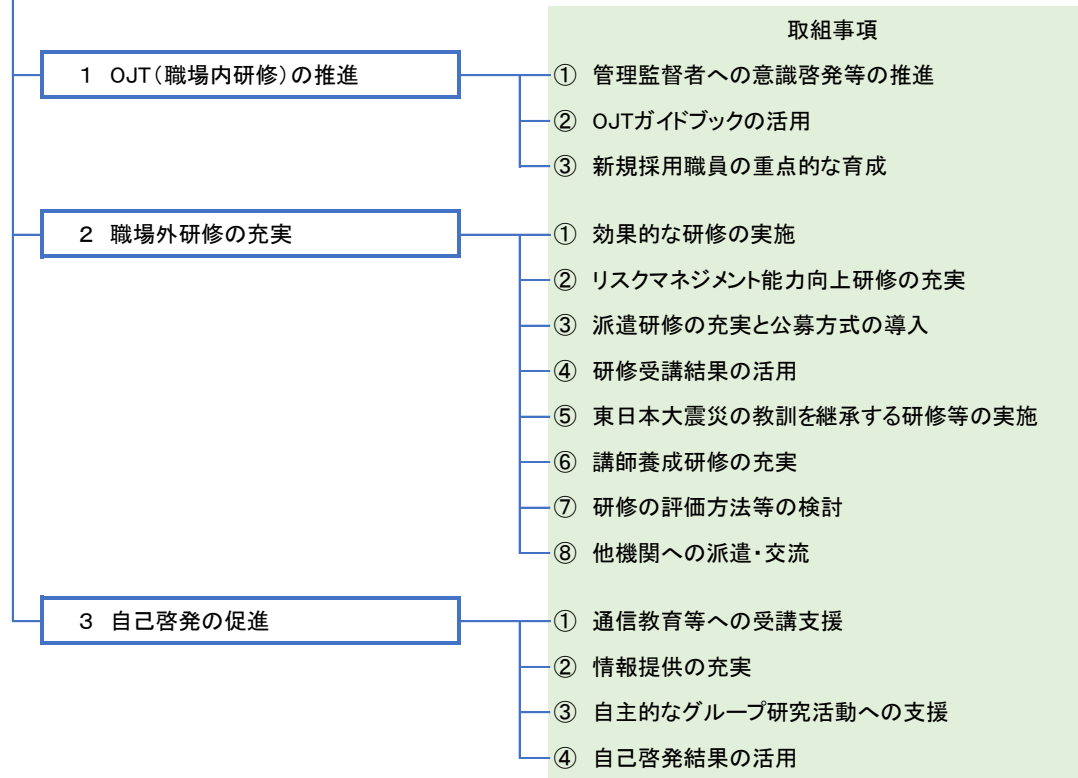 取組事項
1 OJT（職場内研修）の推進
① 管理監督者への意識啓発等の推進
② OJTガイドブックの活用
③ 新規採用職員の重点的な育成
2 職場外研修の充実
① 効果的な研修の実施
② リスクマネジメント能力向上研修の充実
③ 派遣研修の充実と公募方式の導入
④ 研修受講結果の活用
⑤ 東日本大震災の教訓を継承する研修等の実施
⑥ 講師養成研修の充実
⑦ 研修の評価方法等の検討
⑧ 他機関への派遣・交流
3 自己啓発の促進
① 通信教育等への受講支援
② 情報提供の充実
③ 自主的なグループ研究活動への支援
④ 自己啓発結果の活用